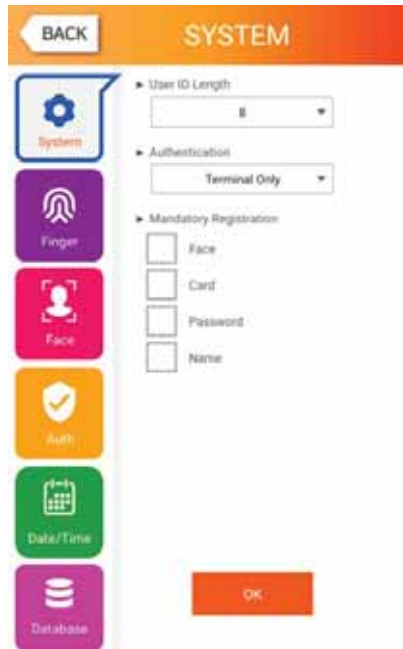 BACK
SYSTEM
System
Finger
Face
Auth
Date/Time
Database
► User ID Length
8
► Authentication
Terminal Only
► Mandatory Registration
Face
Card
Password
Name
OK